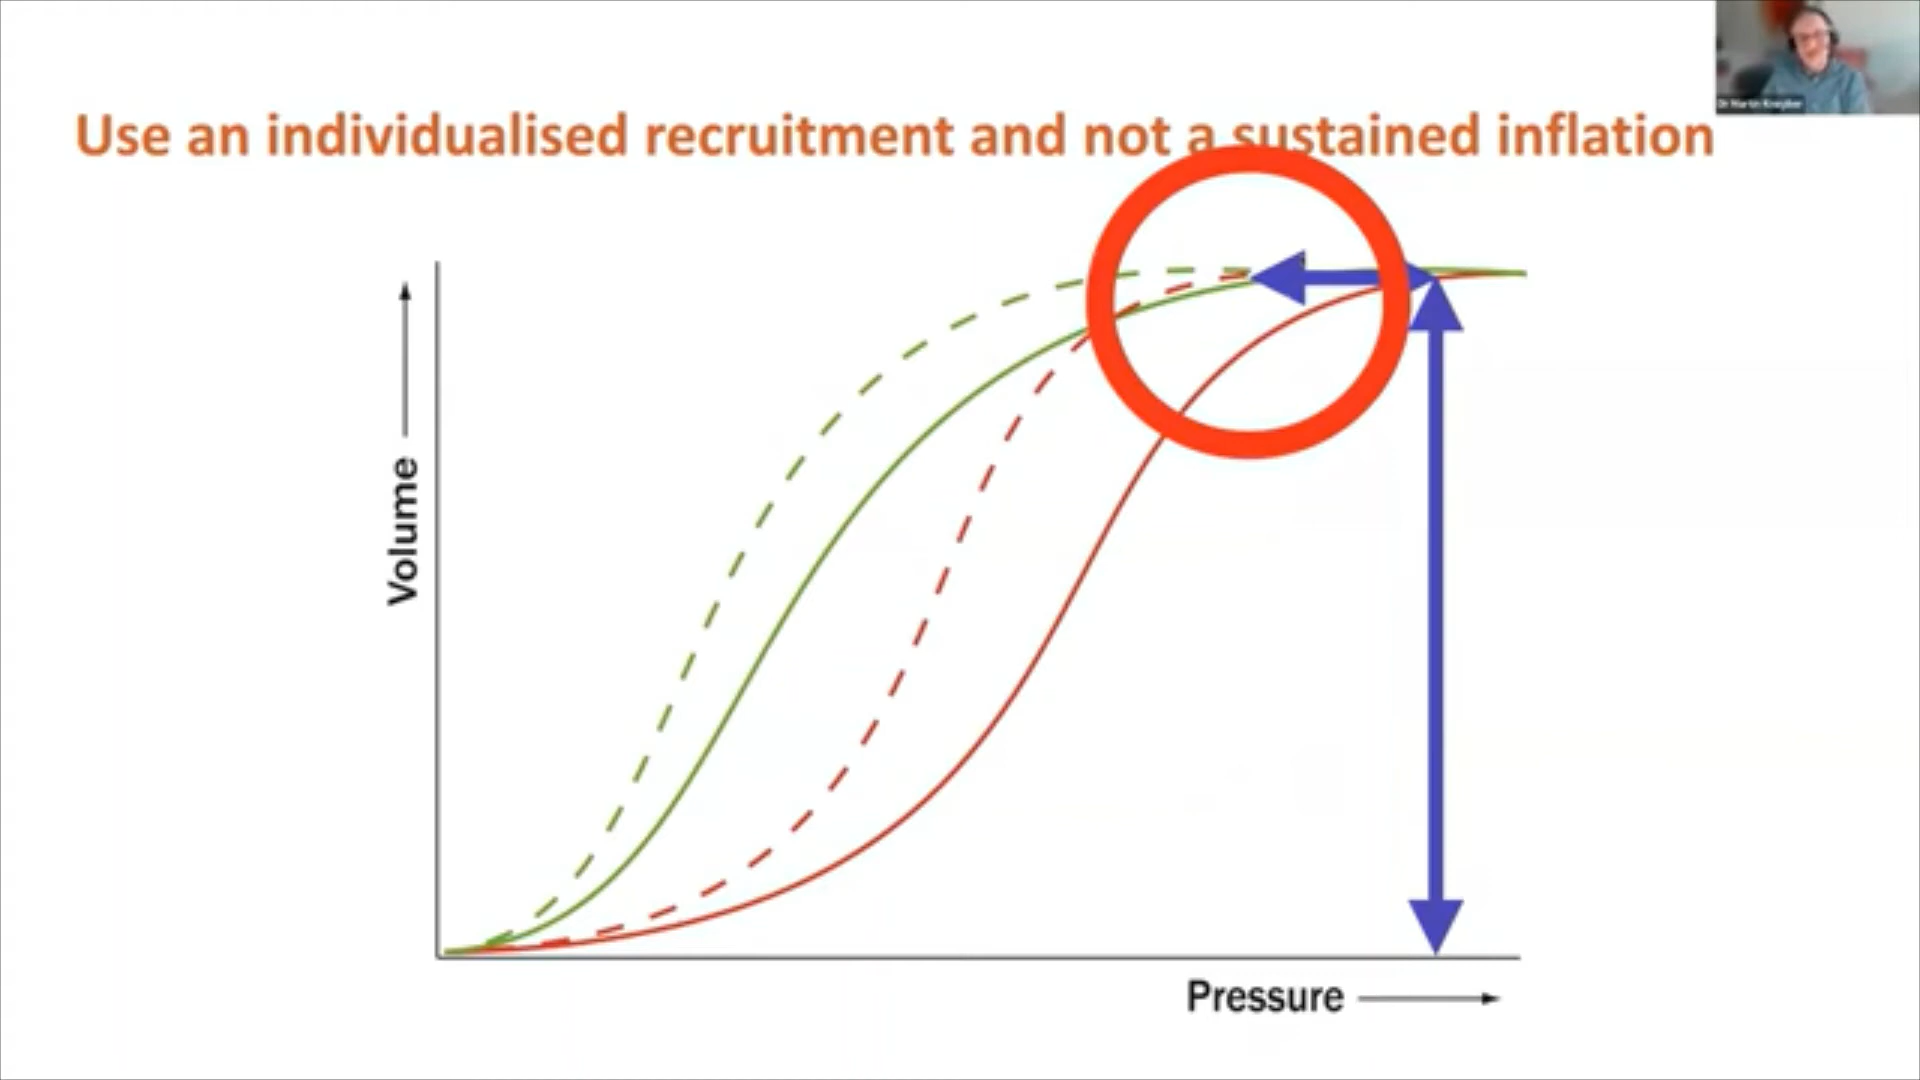 Use an individualised recruitment and not a sustained inflation
Volume
Pressure